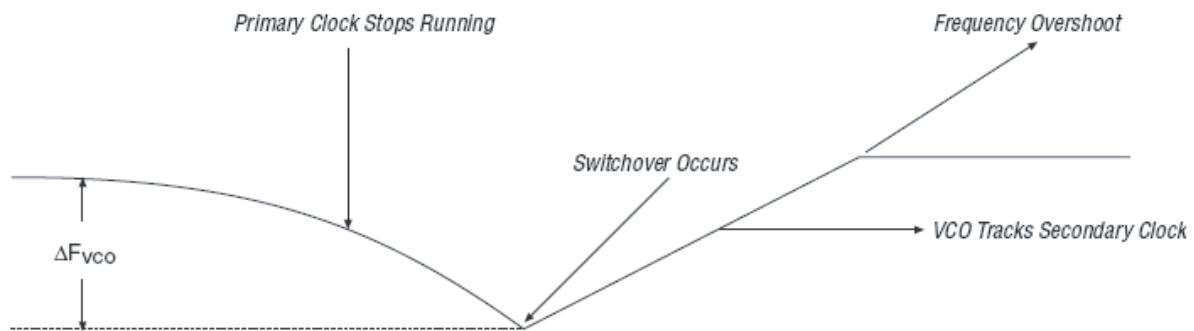 Primary Clock Stops Running
Frequency Overshoot
Switchover Occurs
VCO Tracks Secondary Clock
ΔFVCO